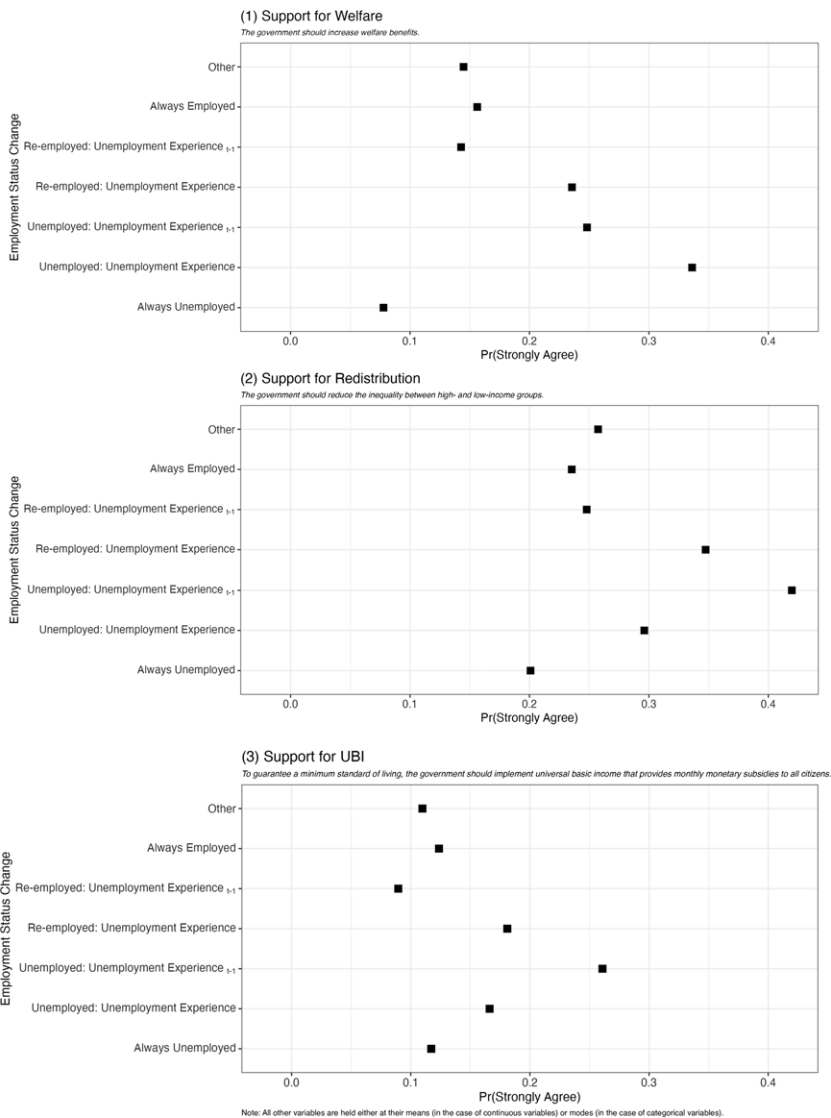 (1) Support for Welfare
The government should increase welfare benefits.
Employment Status Change
Other
Always Employed
Re-employed: Unemployment Experience t-1
Re-employed: Unemployment Experience
Unemployed: Unemployment Experience t-1
Unemployed: Unemployment Experience
Always Unemployed
0.0 0.1 0.2 0.3 0.4
Pr(Strongly Agree)
(2) Support for Redistribution
The government should reduce the inequality between high- and low-income groups.
Employment Status Change
Other
Always Employed
Re-employed: Unemployment Experience t-1
Re-employed: Unemployment Experience
Unemployed: Unemployment Experience t-1
Unemployed: Unemployment Experience
Always Unemployed
0.0 0.1 0.2 0.3 0.4
Pr(Strongly Agree)
(3) Support for UBI
To guarantee a minimum standard of living, the government should implement universal basic income that provides monthly monetary subsidies to all citizens.
Employment Status Change
Other
Always Employed
Re-employed: Unemployment Experience t-1
Re-employed: Unemployment Experience
Unemployed: Unemployment Experience t-1
Unemployed: Unemployment Experience
Always Unemployed
0.0 0.1 0.2 0.3 0.4
Pr(Strongly Agree)
Note: All other variables are held either at their means (in the case of continuous variables) or modes (in the case of categorical variables).